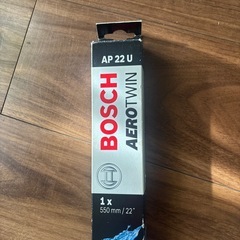 AP 22 U
BOSCH
AEROTWIN
1 x
550 mm / 22"